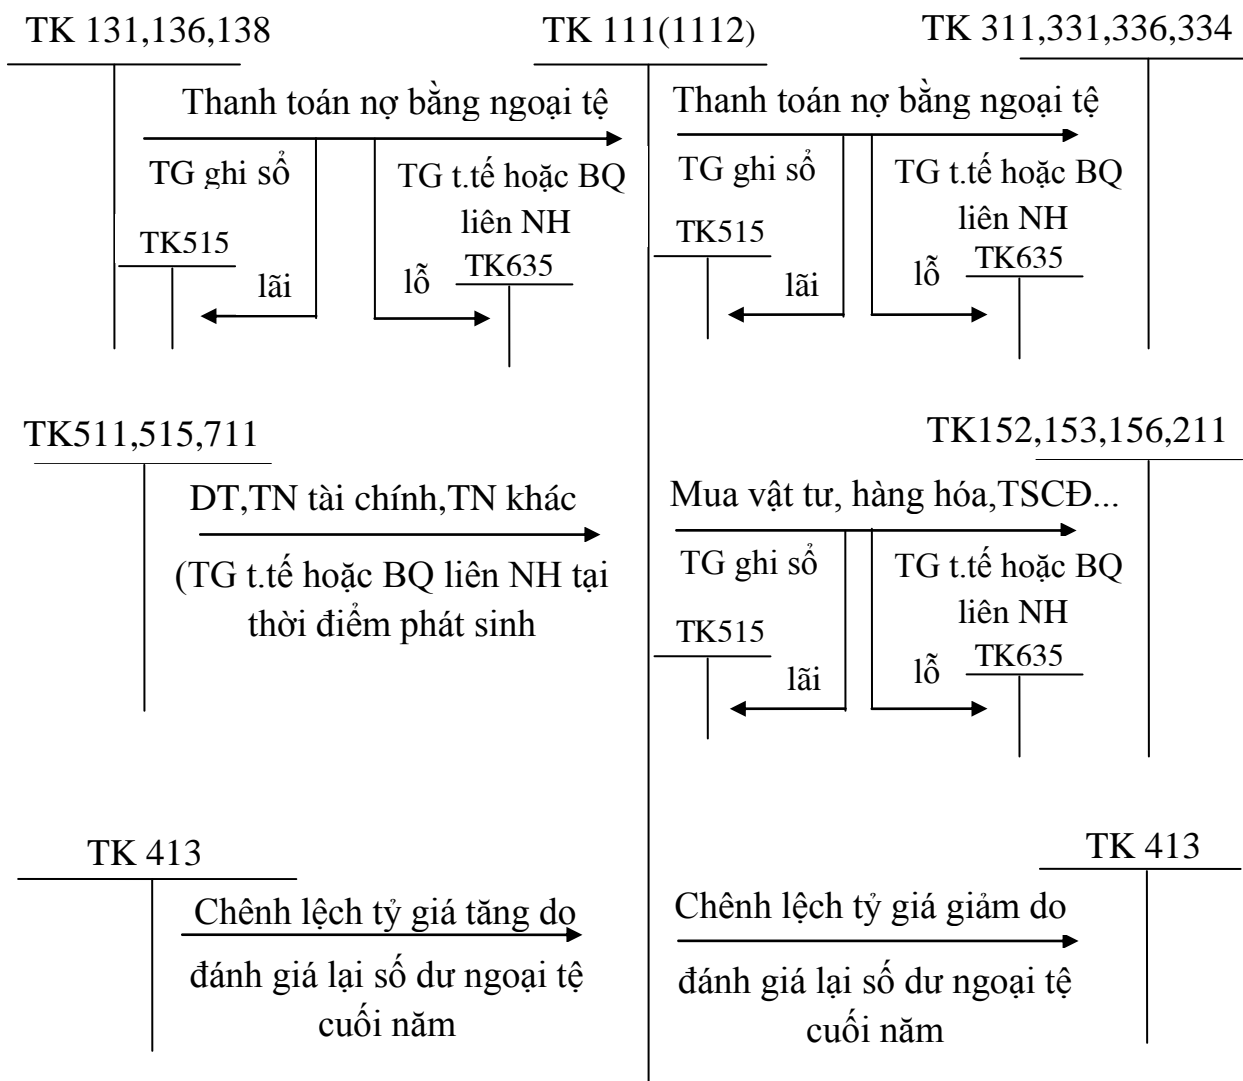 TK 131,136,138
TK 111(1112)
TK 311,331,336,334
Thanh toán nợ bằng ngoại tệ
Thanh toán nợ bằng ngoại tệ
TG ghi sổ
TG t.tế hoặc BQ
liên NH
TG ghi sổ
TG t.tế hoặc BQ
liên NH
TK515
TK635
TK515
TK635
lãi
lỗ
lãi
lỗ
TK511,515,711
TK152,153,156,211
DT,TN tài chính,TN khác
(TG t.tế hoặc BQ liên NH tại
thời điểm phát sinh
Mua vật tư, hàng hóa,TSCĐ...
TG ghi sổ
TG t.tế hoặc BQ
liên NH
TK515
TK635
lãi
lỗ
TK 413
TK 413
Chênh lệch tỷ giá tăng do
đánh giá lại số dư ngoại tệ
cuối năm
Chênh lệch tỷ giá giảm do
đánh giá lại số dư ngoại tệ
cuối năm